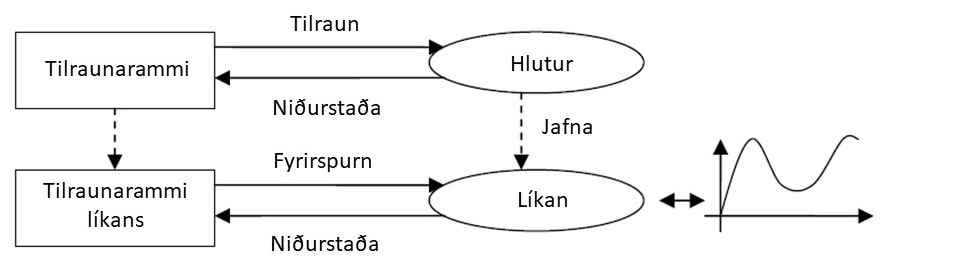 Tilraun
Tilraunarammi
Hlutur
Niðurstaða
Jafna
Fyrirspurn
Tilraunarammi
líkans
Líkan
Niðurstaða